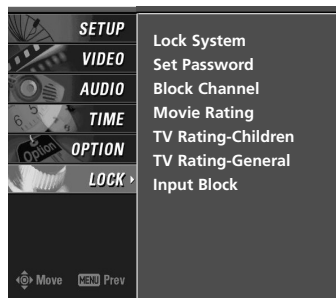 SETUP
VIDEO
AUDIO
TIME
OPTION
LOCK
Lock System
Set Password
Block Channel
Movie Rating
TV Rating-Children
TV Rating-General
Input Block
Move MENU Prev